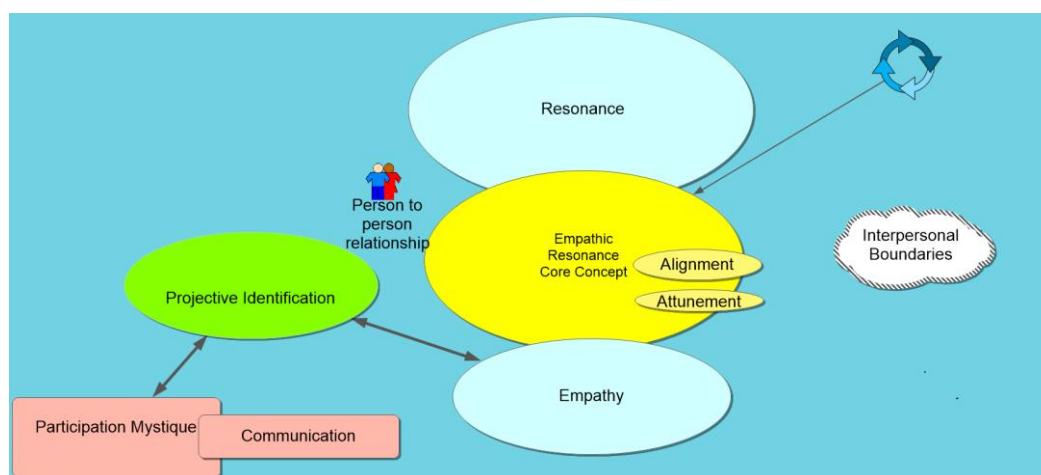 Resonance
Person to
person
relationship
Empathic
Resonance
Core Concept
Alignment
Attunement
Interpersonal
Boundaries
Projective Identification
Empathy
Participation Mystique
Communication